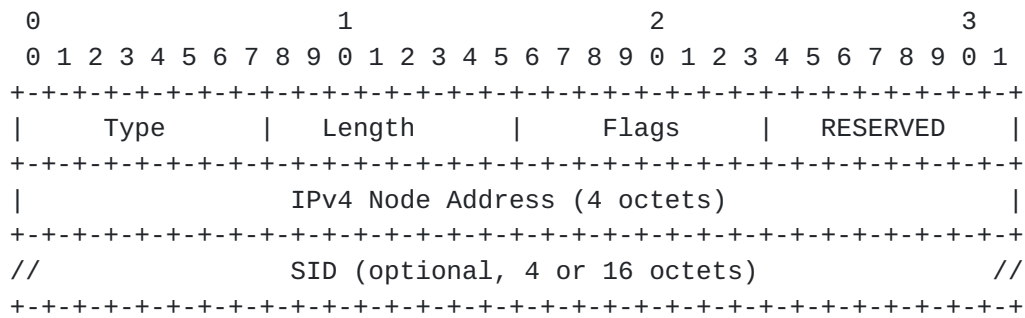 0                   1                   2                   3
 0 1 2 3 4 5 6 7 8 9 0 1 2 3 4 5 6 7 8 9 0 1 2 3 4 5 6 7 8 9 0 1
+-+-+-+-+-+-+-+-+-+-+-+-+-+-+-+-+-+-+-+-+-+-+-+-+-+-+-+-+-+-+-+-+
|     Type      |   Length      |     Flags     |   RESERVED    |
+-+-+-+-+-+-+-+-+-+-+-+-+-+-+-+-+-+-+-+-+-+-+-+-+-+-+-+-+-+-+-+-+
|                 IPv4 Node Address (4 octets)                  |
+-+-+-+-+-+-+-+-+-+-+-+-+-+-+-+-+-+-+-+-+-+-+-+-+-+-+-+-+-+-+-+-+
//                SID (optional, 4 or 16 octets)               //
+-+-+-+-+-+-+-+-+-+-+-+-+-+-+-+-+-+-+-+-+-+-+-+-+-+-+-+-+-+-+-+-+